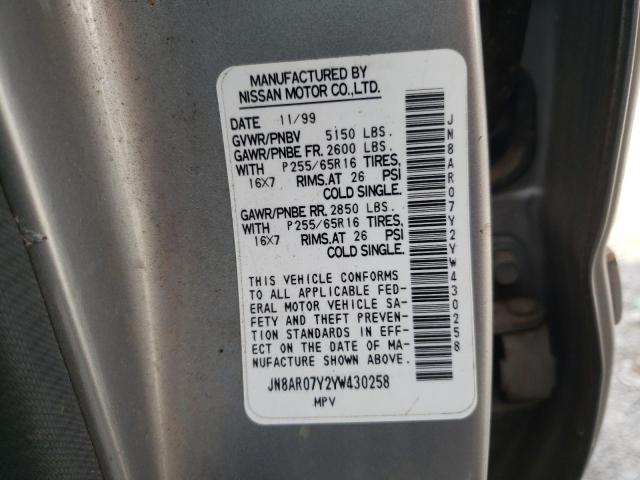 MANUFACTURED BY
NISSAN MOTOR CO.,LTD.
DATE 11/99
GVWR/PNBV 5150 LBS.
GAWR/PNBE FR. 2600 LBS.
WITH P255/65R16 TIRES,
16X7 RIMS.AT 26 PSI
COLD SINGLE.
GAWR/PNBE RR. 2850 LBS.
WITH P255/65R16 TIRES,
16X7 RIMS.AT 26 PSI
COLD SINGLE.
THIS VEHICLE CONFORMS
TO ALL APPLICABLE FED-
ERAL MOTOR VEHICLE SA-
FETY AND THEFT PREVEN-
TION STANDARDS IN EFF-
ECT ON THE DATE OF MA-
NUFACTURE SHOWN ABOVE.
JN8AR07Y2YW430258
MPV
JN8AR07Y2YW430258